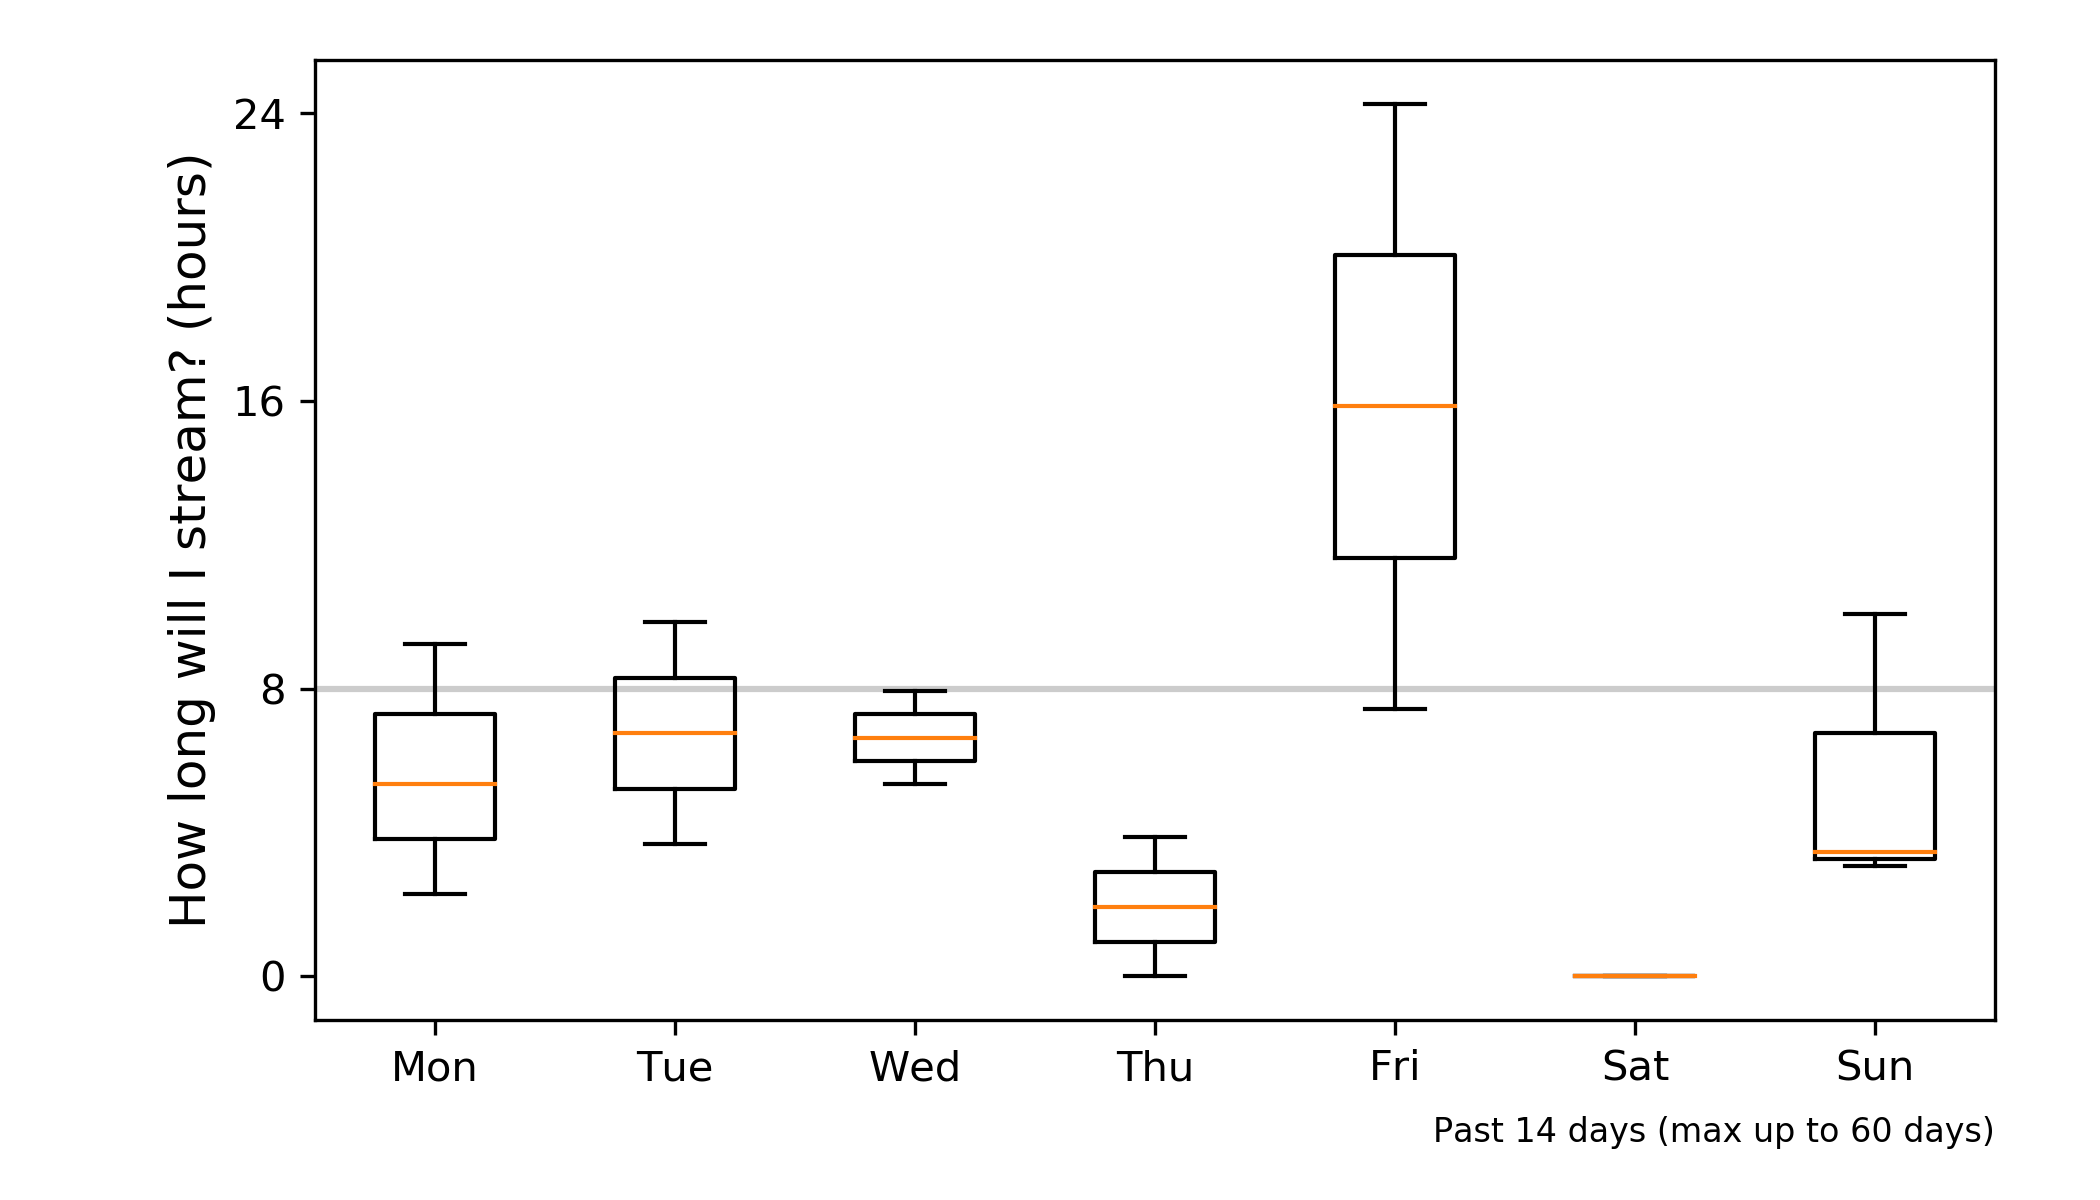 How long will I stream? (hours)
24
16
8
0
Mon Tue Wed Thu Fri Sat Sun
Past 14 days (max up to 60 days)